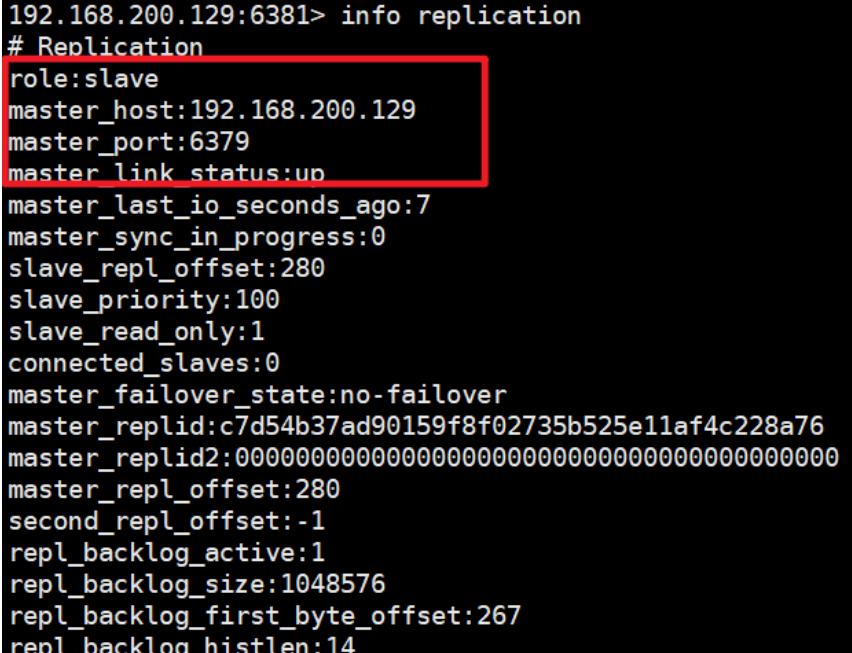 192.168.200.129:6381> info replication
# Replication
role:slave
master_host:192.168.200.129
master_port:6379
master_link_status:up
master_last_io_seconds_ago:7
master_sync_in_progress:0
slave_repl_offset:280
slave_priority:100
slave_read_only:1
connected_slaves:0
master_failover_state:no-failover
master_replid:c7d54b37ad90159f8f02735b525e11af4c228a76
master_replid2:0000000000000000000000000000000000000000
master_repl_offset:280
second_repl_offset:-1
repl_backlog_active:1
repl_backlog_size:1048576
repl_backlog_first_byte_offset:267
repl_backlog_histlen:14